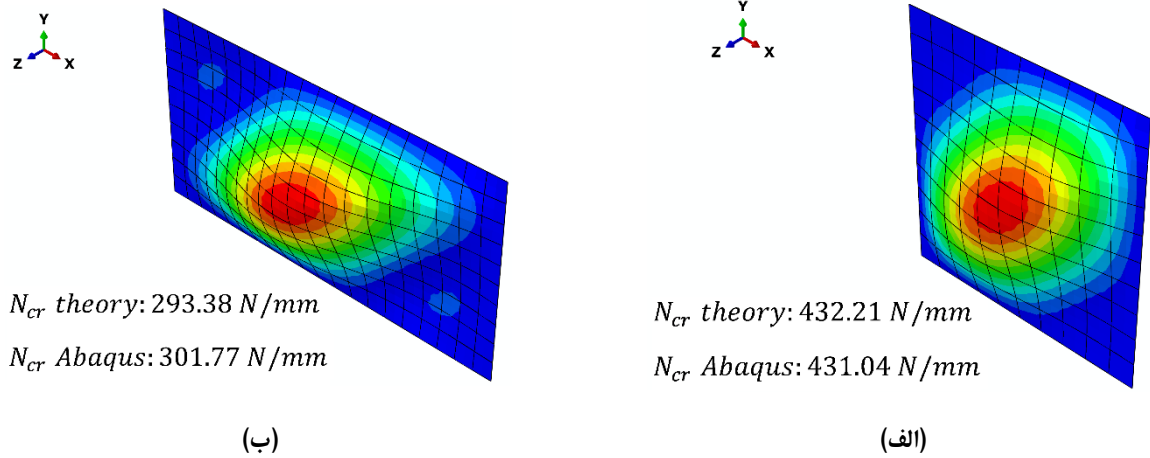 Y
Z X
N_cr theory: 293.38 N/mm
N_cr Abaqus: 301.77 N/mm
(ب)
Y
Z X
N_cr theory: 432.21 N/mm
N_cr Abaqus: 431.04 N/mm
(الف)